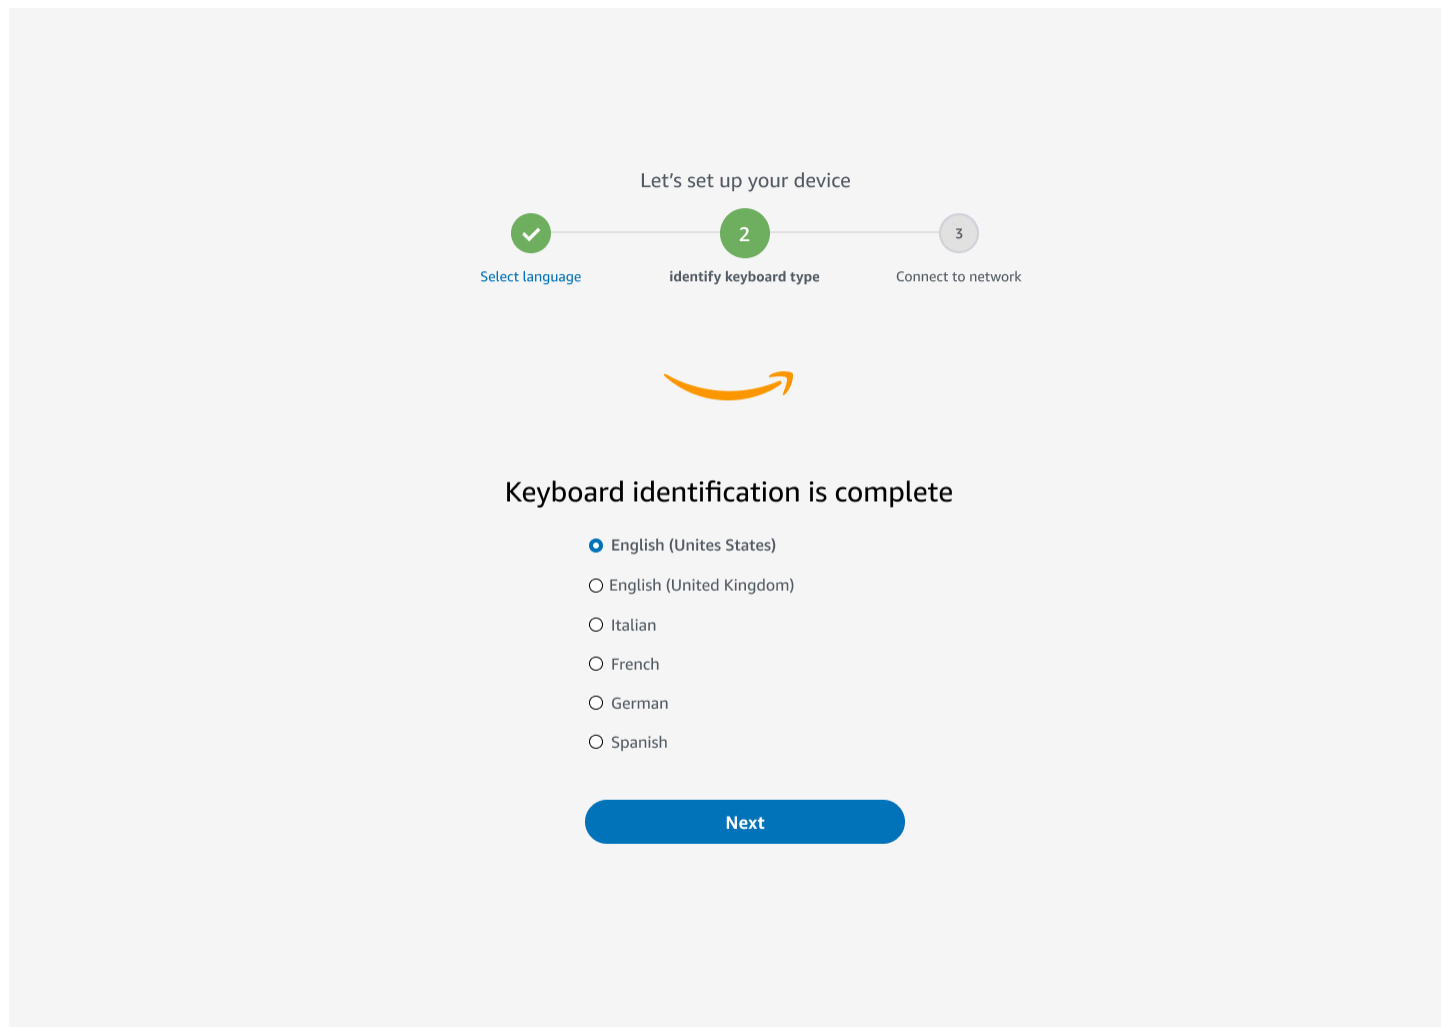 Let's set up your device
2
3
Select language
identify keyboard type
Connect to network
Keyboard identification is complete
English (Unites States)
English (United Kingdom)
Italian
French
German
Spanish
Next